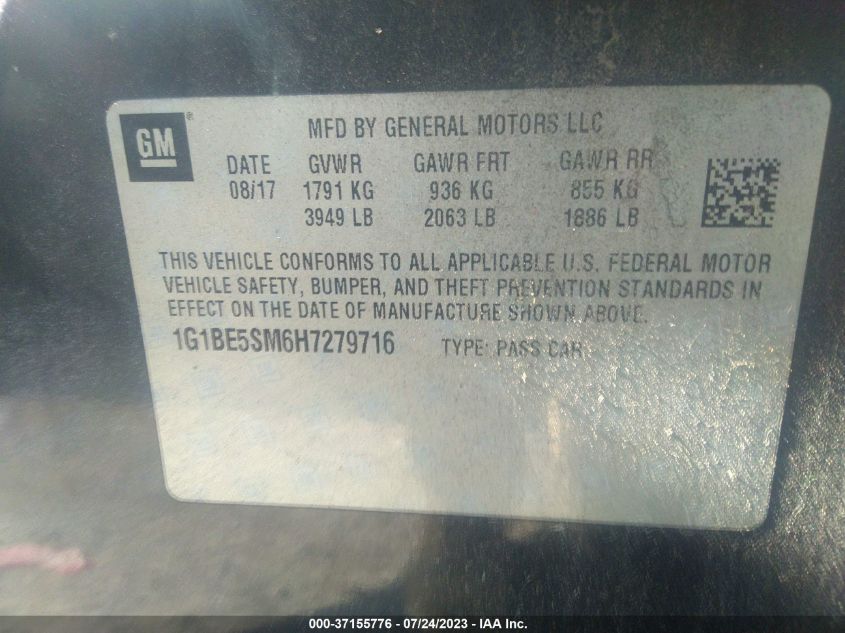 GM ®
MFD BY GENERAL MOTORS LLC
DATE GVWR GAWR FRT GAWR RR
08/17 1791 KG 936 KG 855 KG
3949 LB 2063 LB 1886 LB
THIS VEHICLE CONFORMS TO ALL APPLICABLE U.S. FEDERAL MOTOR
VEHICLE SAFETY, BUMPER, AND THEFT PREVENTION STANDARDS IN
EFFECT ON THE DATE OF MANUFACTURE SHOWN ABOVE.
1G1BE5SM6H7279716 TYPE: PASS CAR
000-37155776 - 07/24/2023 - IAA Inc.